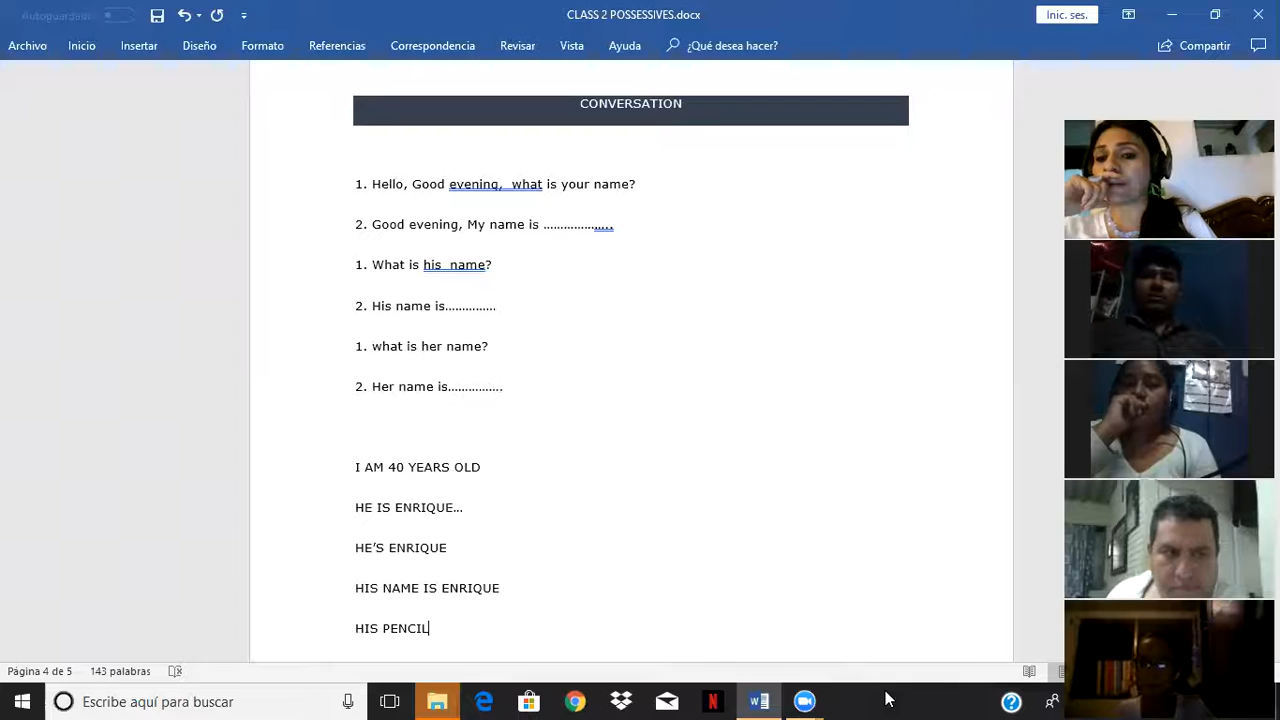 Autoguardado
CLASS 2 POSSESSIVES.docx
Inic. ses.
Archivo Inicio Insertar Diseño Formato Referencias Correspondencia Revisar Vista Ayuda ¿Qué desea hacer? Compartir
CONVERSATION
1. Hello, Good evening,  what is your name?
2. Good evening, My name is …………………..
1. What is his  name?
2. His name is……………
1. what is her name?
2. Her name is…………….
I AM 40 YEARS OLD
HE IS ENRIQUE…
HE’S ENRIQUE
HIS NAME IS ENRIQUE
HIS PENCIL
Página 4 de 5 143 palabras
Escribe aquí para buscar